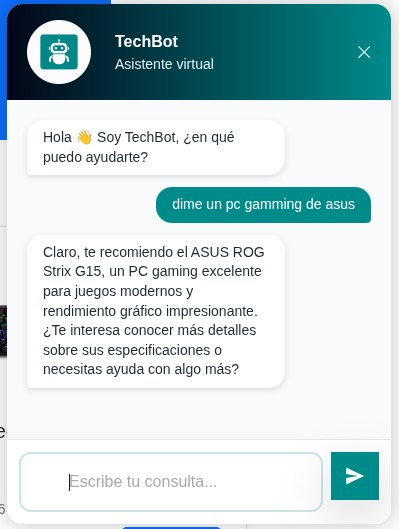 TechBot
Asistente virtual
Hola 👋 Soy TechBot, ¿en qué
puedo ayudarte?
dime un pc gamming de asus
Claro, te recomiendo el ASUS ROG
Strix G15, un PC gaming excelente
para juegos modernos y
rendimiento gráfico impresionante.
¿Te interesa conocer más detalles
sobre sus especificaciones o
necesitas ayuda con algo más?
Escribe tu consulta...